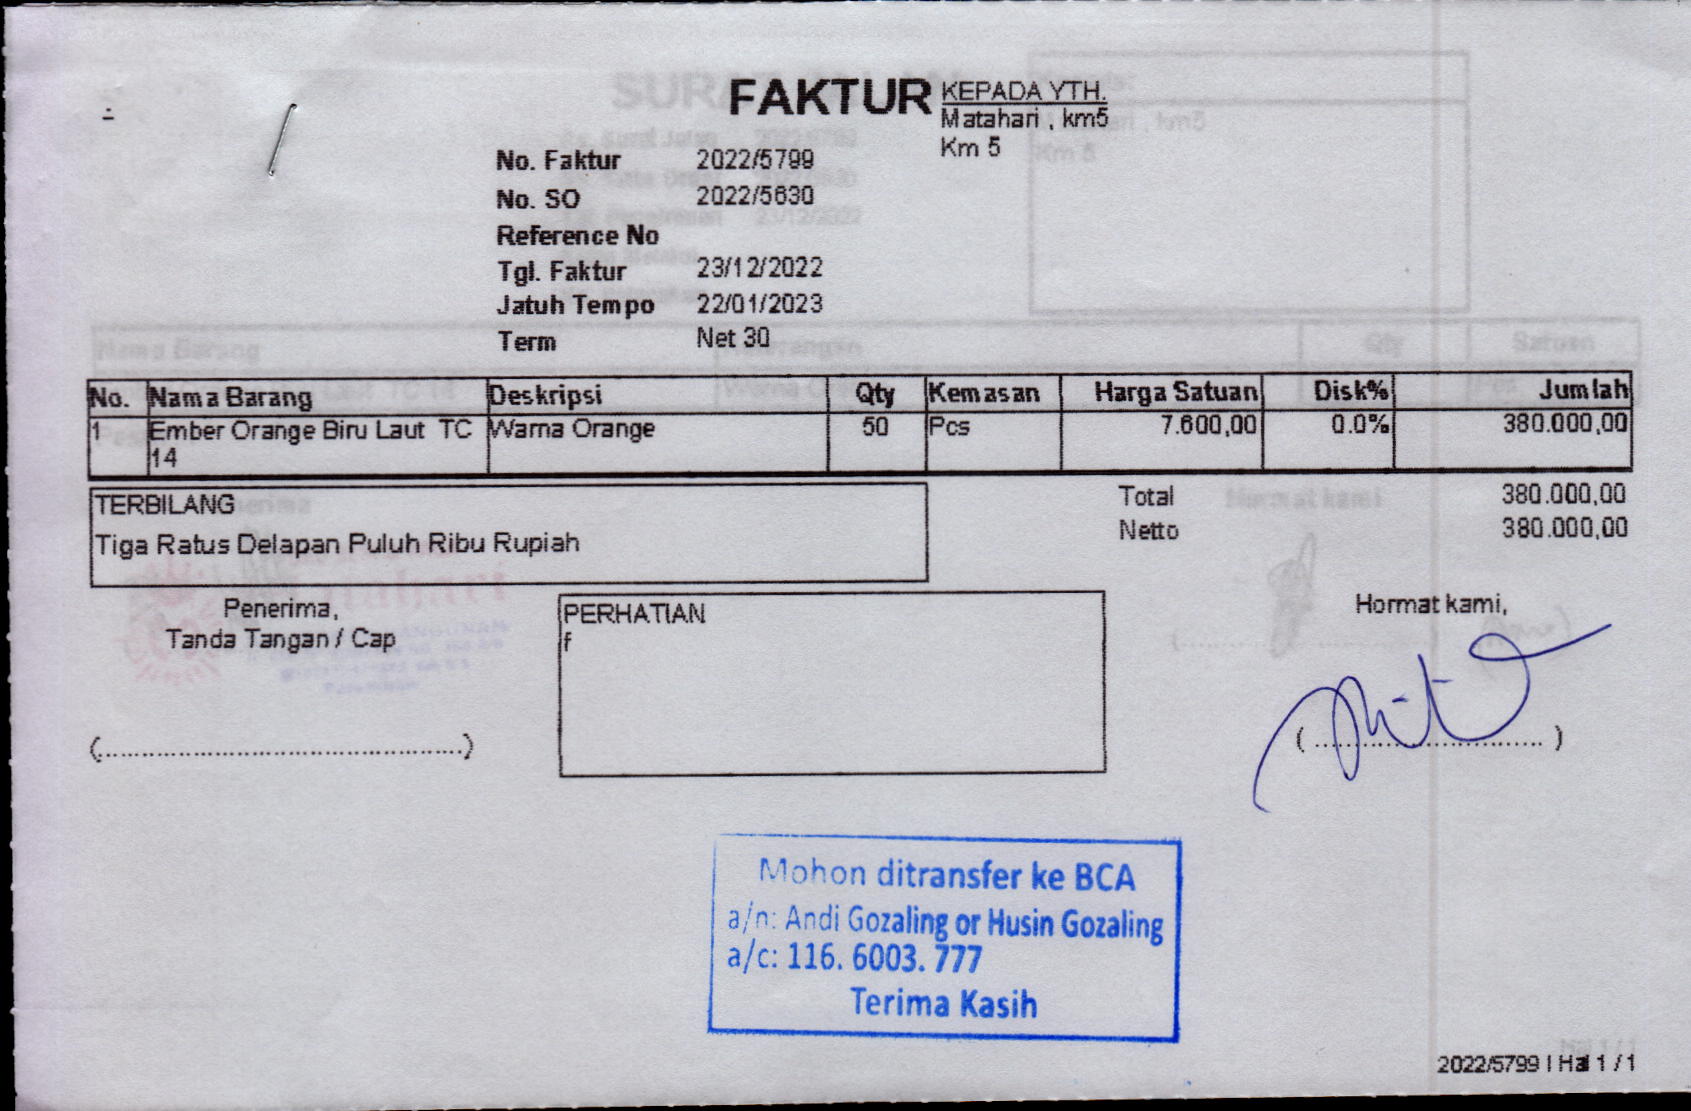 FAKTUR
KEPADA YTH.
Matahari , km5
Km 5
No. Faktur 2022/5799
No. SO 2022/5630
Reference No
Tgl. Faktur 23/12/2022
Jatuh Tempo 22/01/2023
Term Net 30
No. Nama Barang Deskripsi Qty Kemasan Harga Satuan Disk% Jumlah
1 Ember Orange Biru Laut TC Warna Orange 50 Pcs 7.600,00 0.0% 380.000,00
14
TERBILANG
Tiga Ratus Delapan Puluh Ribu Rupiah
Total 380.000,00
Netto 380.000,00
Penerima,
Tanda Tangan / Cap
(............................................)
PERHATIAN
f
Hormat kami,
( .............................. )
Mohon ditransfer ke BCA
a/n: Andi Gozaling or Husin Gozaling
a/c: 116. 6003. 777
Terima Kasih
2022/5799 | Hal 1 / 1